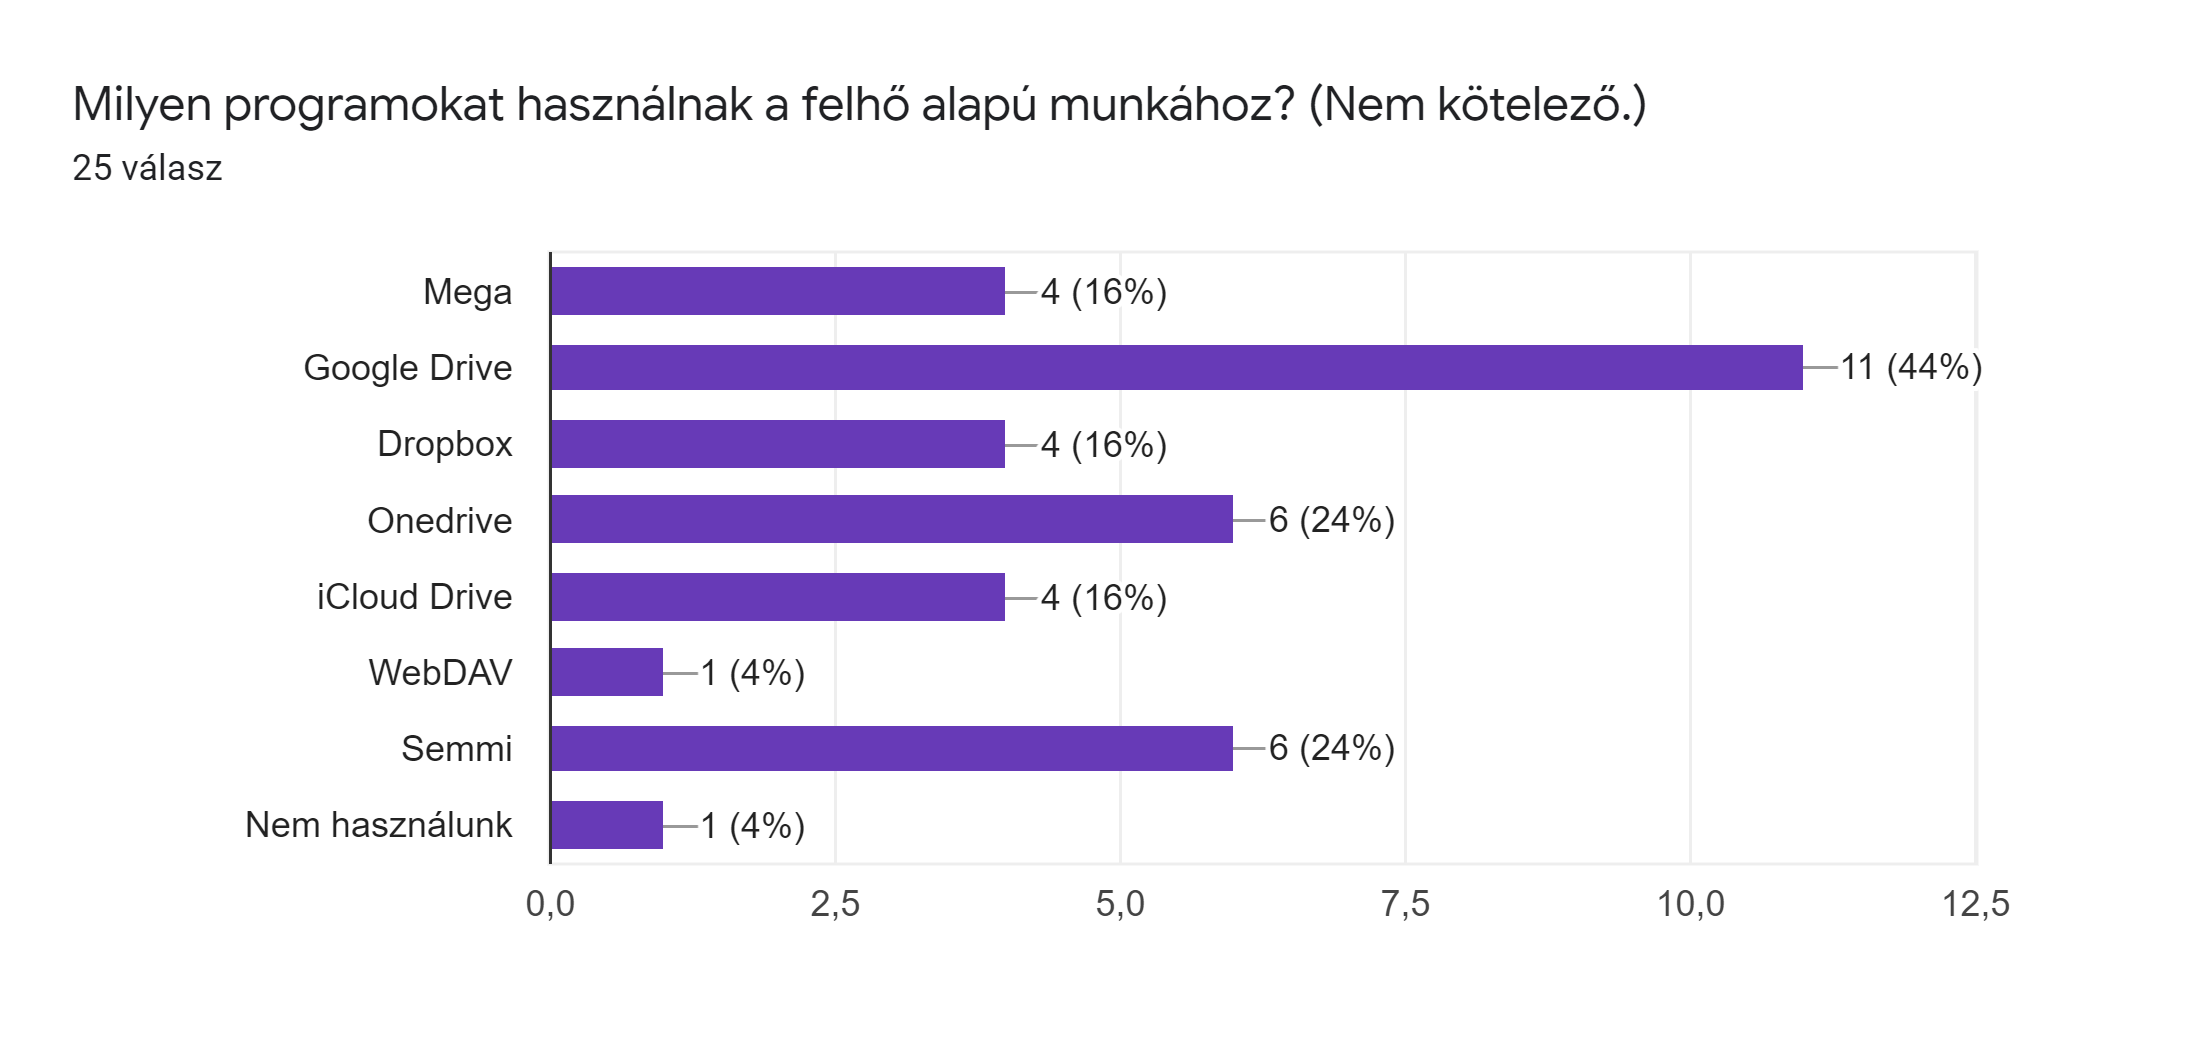 Milyen programokat használnak a felhő alapú munkához? (Nem kötelező.)
25 válasz
Mega 4 (16%)
Google Drive 11 (44%)
Dropbox 4 (16%)
Onedrive 6 (24%)
iCloud Drive 4 (16%)
WebDAV 1 (4%)
Semmi 6 (24%)
Nem használunk 1 (4%)
0,0 2,5 5,0 7,5 10,0 12,5